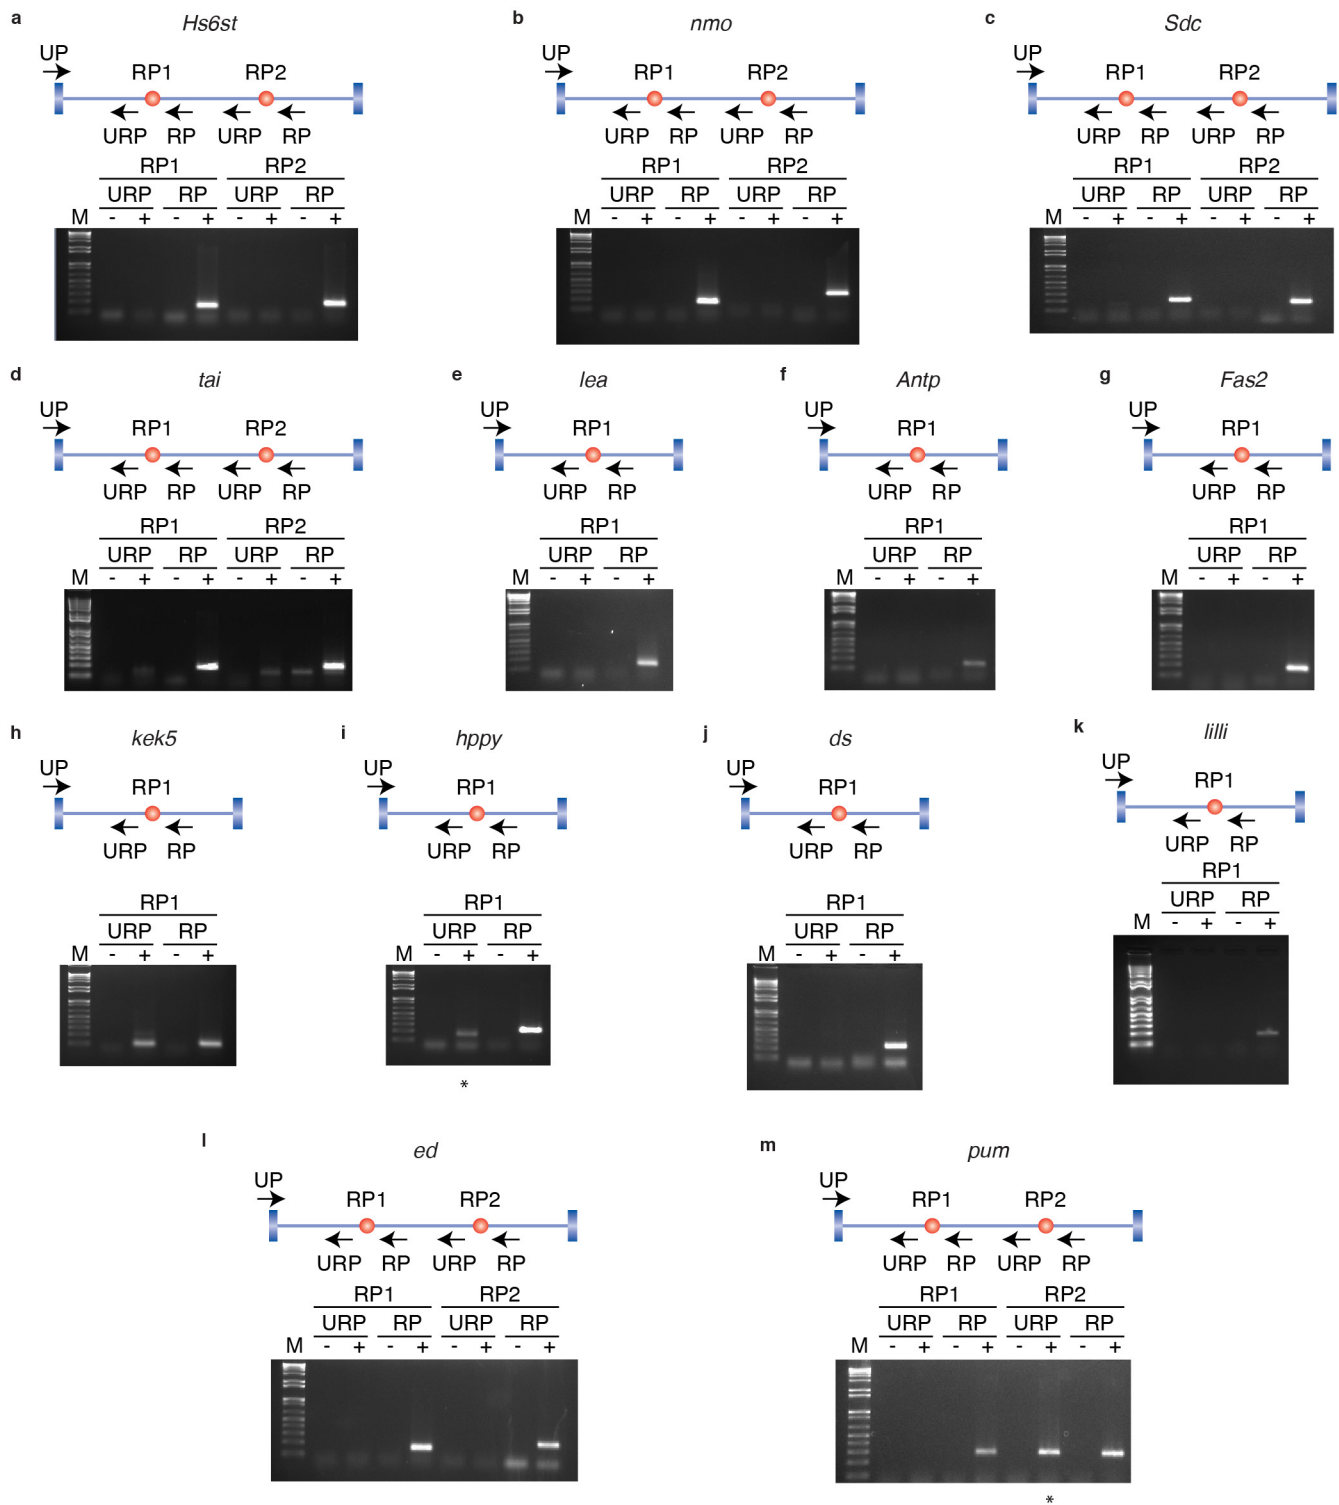 a Hs6st b nmo c Sdc
UP UP UP
RP1 RP2 RP1 RP2 RP1 RP2
URP RP URP RP URP RP URP RP URP RP URP RP
RP1 RP2 RP1 RP2 RP1 RP2
URP RP URP RP URP RP URP RP URP RP URP RP
M - + - + - + - + M - + - + - + - + M - + - + - + - +
d tai e lea f Antp g Fas2
UP UP UP UP
RP1 RP2 RP1 RP1 RP1
URP RP URP RP URP RP URP RP URP RP
RP1 RP2 RP1 RP1 RP1
URP RP URP RP URP RP URP RP URP RP
M - + - + - + - + M - + - + M - + - + M - + - +
h kek5 i hppy j ds k lilli
UP UP UP UP
RP1 RP1 RP1 RP1
URP RP URP RP URP RP URP RP
RP1 RP1 RP1 RP1
URP RP URP RP URP RP URP RP
M - + - + M - + - + M - + - + M - + - +
*
l ed m pum
UP UP
RP1 RP2 RP1 RP2
URP RP URP RP URP RP URP RP
RP1 RP2 RP1 RP2
URP RP URP RP URP RP URP RP
M - + - + - + - + M - + - + - + - +
*